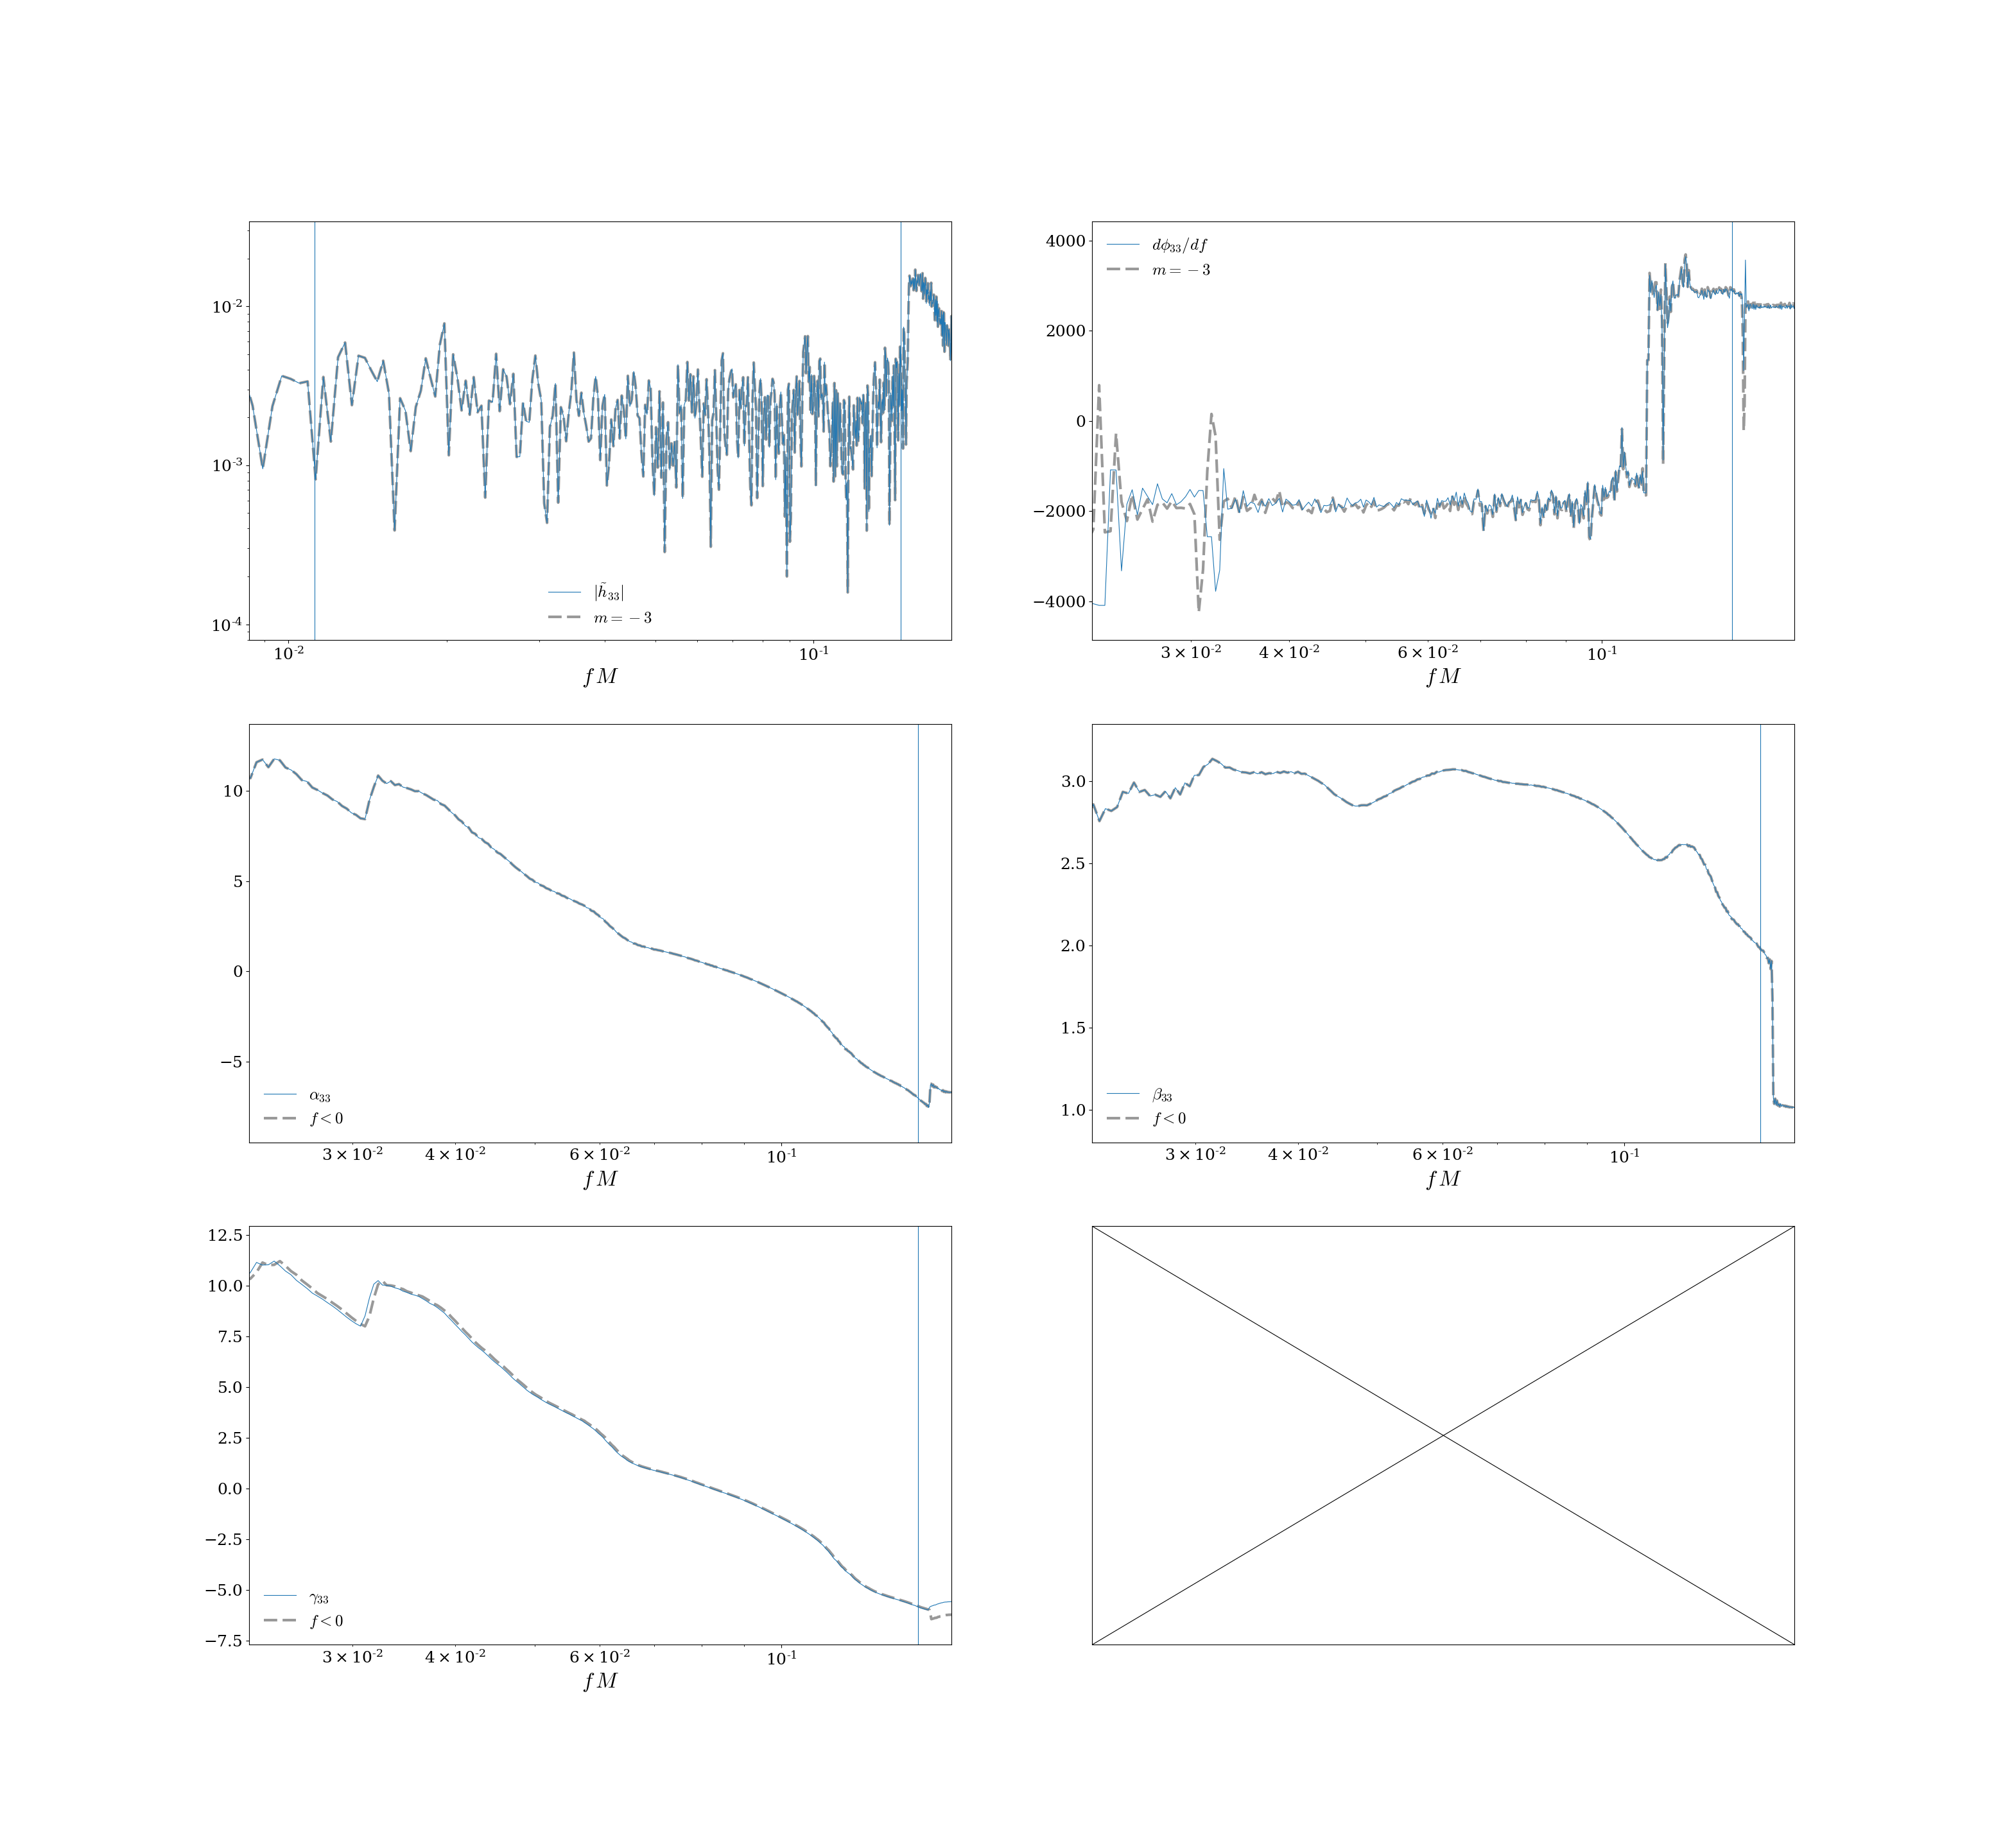 10⁻²
10⁻³
10⁻⁴
10⁻² 10⁻¹
fM
|h̃₃₃|
m = −3
4000
2000
0
−2000
−4000
3 × 10⁻² 4 × 10⁻² 6 × 10⁻² 10⁻¹
fM
dϕ₃₃/df
m = −3
10
5
0
−5
3 × 10⁻² 4 × 10⁻² 6 × 10⁻² 10⁻¹
fM
α₃₃
f < 0
3.0
2.5
2.0
1.5
1.0
3 × 10⁻² 4 × 10⁻² 6 × 10⁻² 10⁻¹
fM
β₃₃
f < 0
12.5
10.0
7.5
5.0
2.5
0.0
−2.5
−5.0
−7.5
3 × 10⁻² 4 × 10⁻² 6 × 10⁻² 10⁻¹
fM
γ₃₃
f < 0